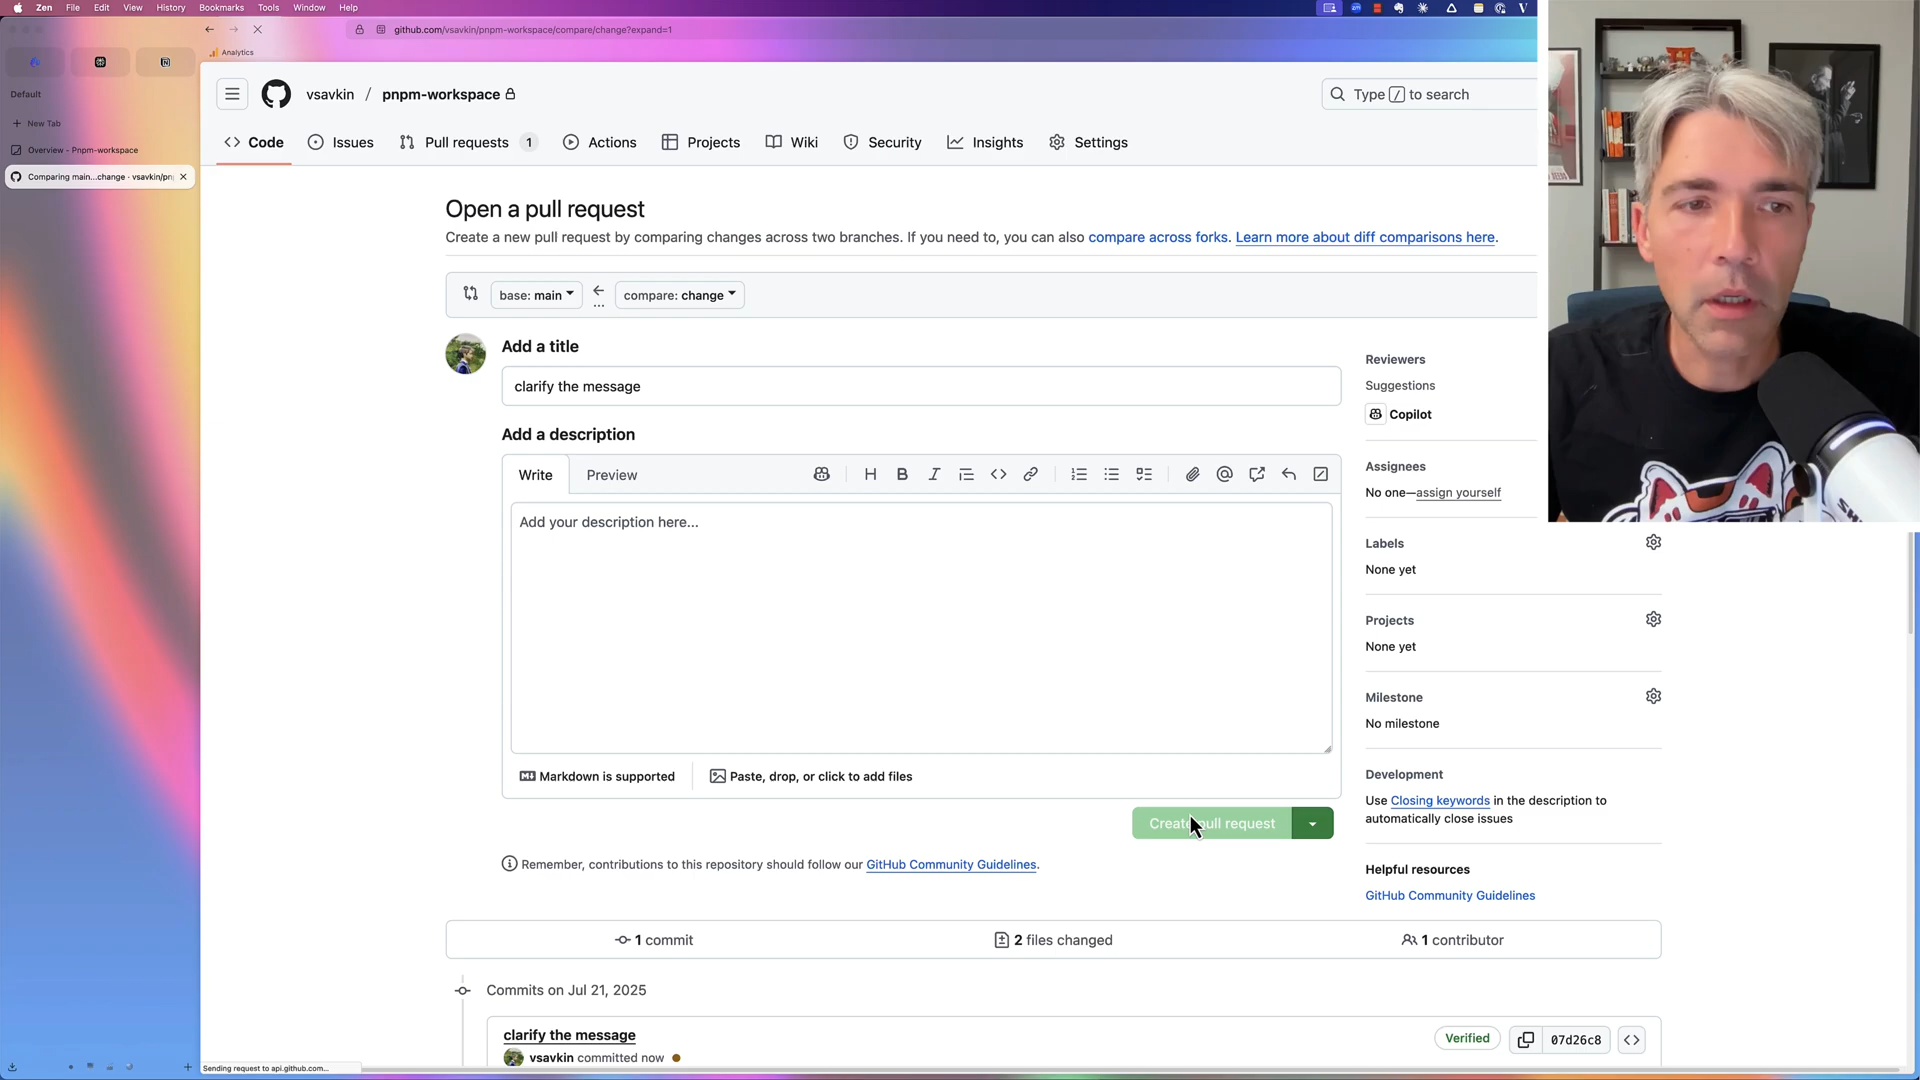 Zen File Edit View History Bookmarks Tools Window Help
github.com/vsavkin/pnpm-workspace/compare/change?expand=1
Analytics
Default
New Tab
Overview - Pnpm-workspace
Comparing main...change · vsavkin/pn
vsavkin / pnpm-workspace
Type / to search
Code Issues Pull requests 1 Actions Projects Wiki Security Insights Settings
Open a pull request
Create a new pull request by comparing changes across two branches. If you need to, you can also compare across forks. Learn more about diff comparisons here.
base: main
compare: change
Add a title
clarify the message
Add a description
Write Preview
Add your description here...
Markdown is supported
Paste, drop, or click to add files
Create pull request
Remember, contributions to this repository should follow our GitHub Community Guidelines.
Reviewers
Suggestions
Copilot
Assignees
No one—assign yourself
Labels
None yet
Projects
None yet
Milestone
No milestone
Development
Use Closing keywords in the description to
automatically close issues
Helpful resources
GitHub Community Guidelines
1 commit
2 files changed
1 contributor
Commits on Jul 21, 2025
clarify the message
Verified
07d26c8
vsavkin committed now
Sending request to api.github.com...